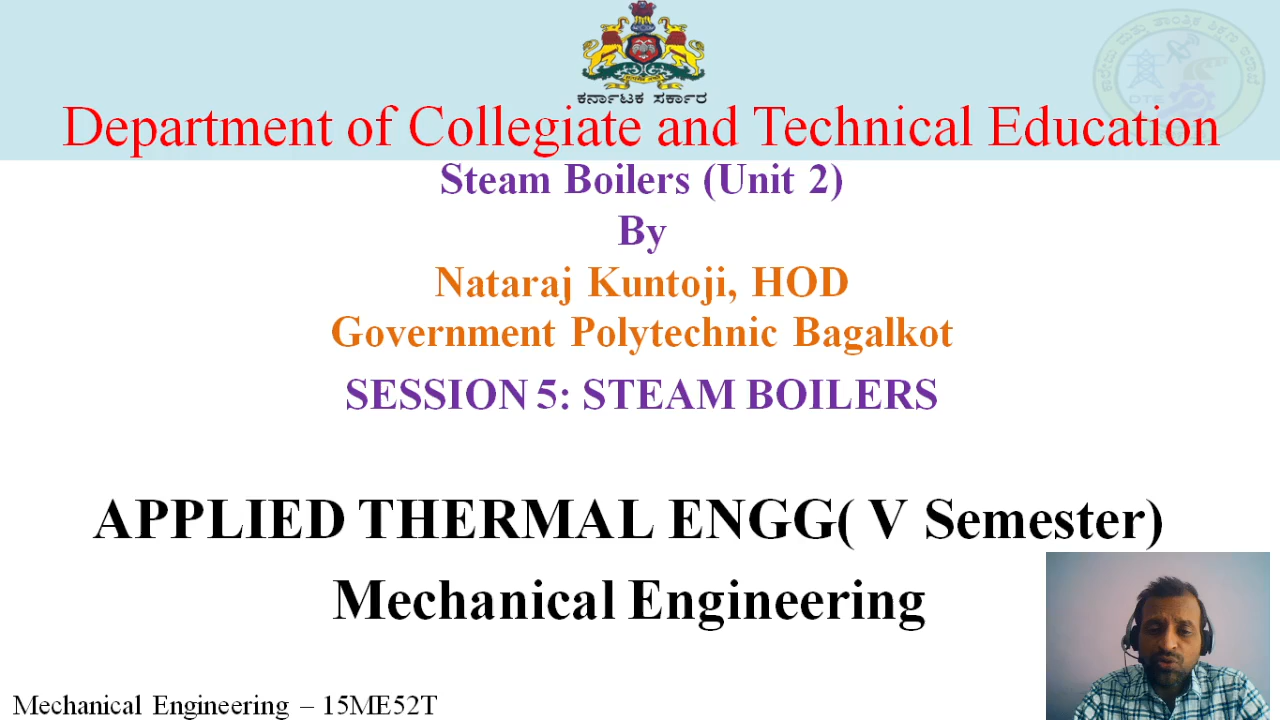 ಕರ್ನಾಟಕ ಸರ್ಕಾರ
Department of Collegiate and Technical Education
Steam Boilers (Unit 2)
By
Nataraj Kuntoji, HOD
Government Polytechnic Bagalkot
SESSION 5: STEAM BOILERS
APPLIED THERMAL ENGG( V Semester)
Mechanical Engineering
Mechanical Engineering – 15ME52T